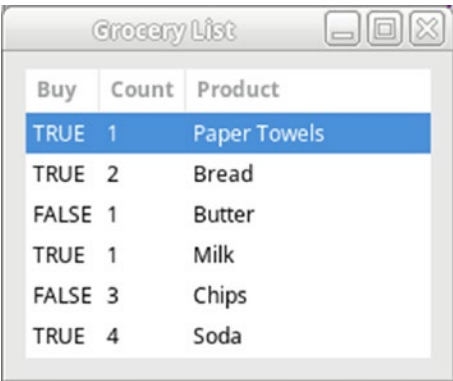 Grocery List
Buy Count Product
TRUE 1 Paper Towels
TRUE 2 Bread
FALSE 1 Butter
TRUE 1 Milk
FALSE 3 Chips
TRUE 4 Soda